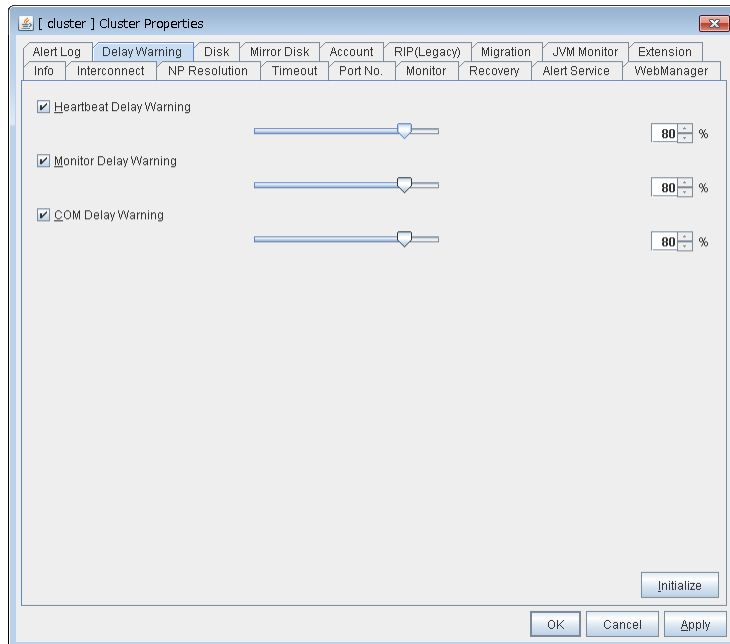 [ cluster ] Cluster Properties
Alert Log Delay Warning Disk Mirror Disk Account RIP(Legacy) Migration JVM Monitor Extension
Info Interconnect NP Resolution Timeout Port No. Monitor Recovery Alert Service WebManager
Heartbeat Delay Warning
80 %
Monitor Delay Warning
80 %
COM Delay Warning
80 %
Initialize
OK Cancel Apply